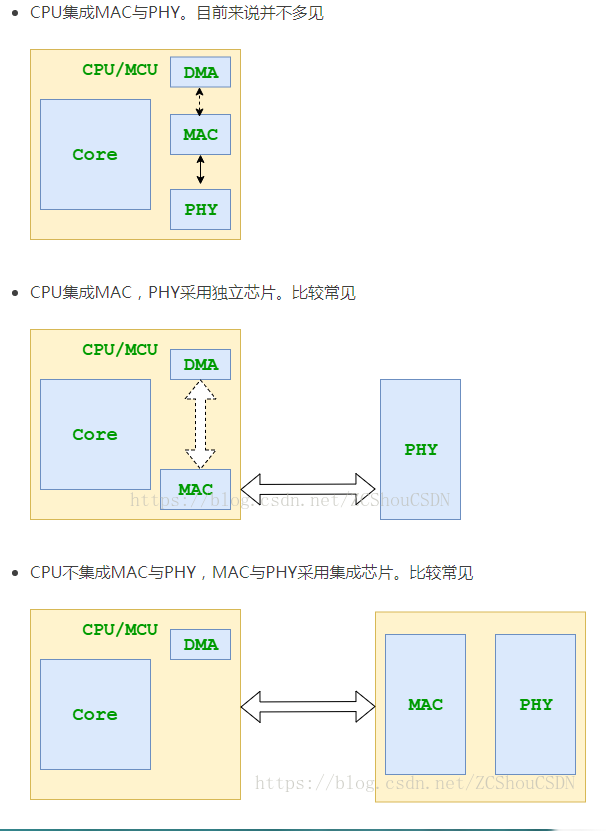 CPU集成MAC与PHY。目前来说并不多见
CPU/MCU
DMA
MAC
Core
PHY
CPU集成MAC，PHY采用独立芯片。比较常见
CPU/MCU
DMA
Core
PHY
MAC
https://blog.csdn.net/ZCShouCSDN
CPU不集成MAC与PHY，MAC与PHY采用集成芯片。比较常见
CPU/MCU
DMA
Core
MAC
PHY
https://blog.csdn.net/ZCShouCSDN